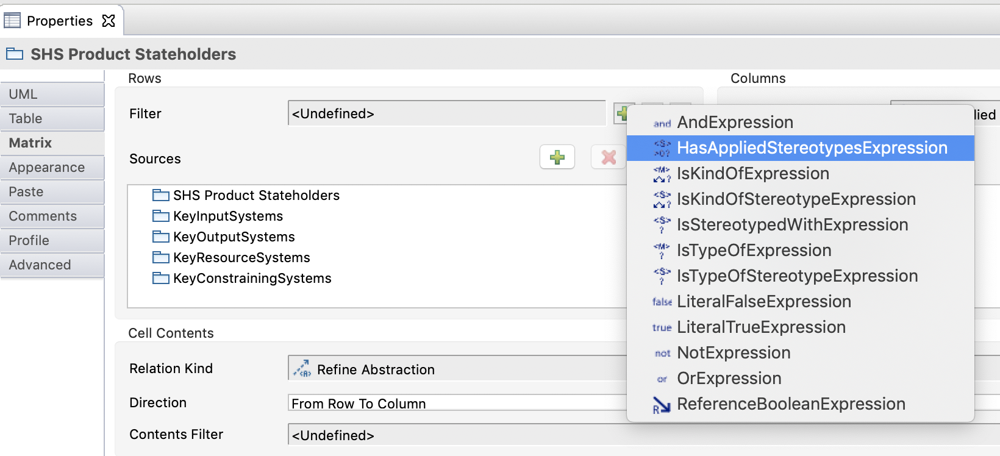 Properties
SHS Product Stateholders
Rows
Columns
UML
Table
Matrix
Appearance
Paste
Comments
Profile
Advanced
Filter
<Undefined>
lied
Sources
SHS Product Stateholders
KeyInputSystems
KeyOutputSystems
KeyResourceSystems
KeyConstrainingSystems
and AndExpression
<S> >0? HasAppliedStereotypesExpression
<M> ? IsKindOfExpression
<S> ? IsKindOfStereotypeExpression
<S> ? IsStereotypedWithExpression
<M> ? IsTypeOfExpression
<S> ? IsTypeOfStereotypeExpression
false LiteralFalseExpression
true LiteralTrueExpression
not NotExpression
or OrExpression
R ReferenceBooleanExpression
Cell Contents
Relation Kind
<A> Refine Abstraction
Direction
From Row To Column
Contents Filter
<Undefined>